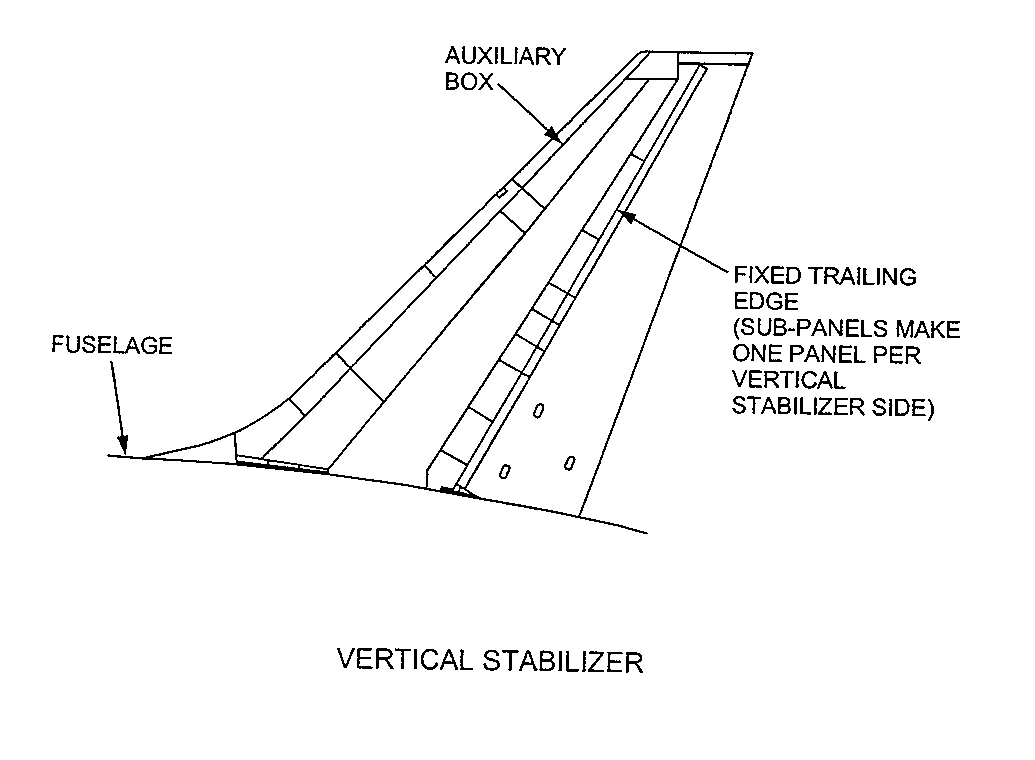 AUXILIARY
BOX
FIXED TRAILING
EDGE
(SUB-PANELS MAKE
ONE PANEL PER
VERTICAL
STABILIZER SIDE)
FUSELAGE
VERTICAL STABILIZER